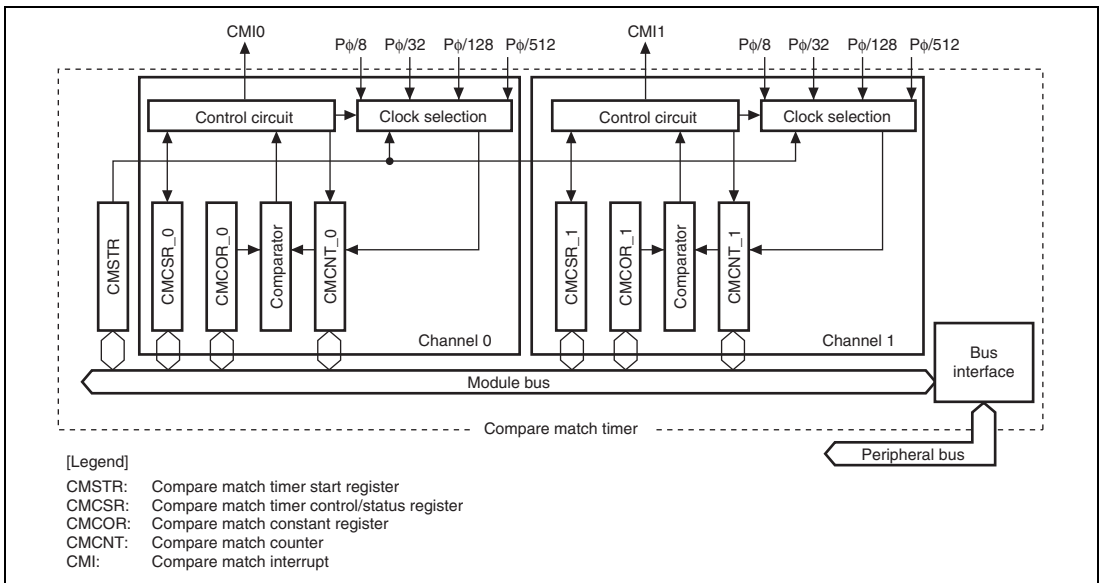 CMI0
Pφ/8 Pφ/32 Pφ/128 Pφ/512
CMI1
Pφ/8 Pφ/32 Pφ/128 Pφ/512
Control circuit
Clock selection
Control circuit
Clock selection
CMSTR
CMCSR_0
CMCOR_0
Comparator
CMCNT_0
CMCSR_1
CMCOR_1
Comparator
CMCNT_1
Channel 0
Channel 1
Bus
interface
Module bus
Compare match timer
Peripheral bus
[Legend]
CMSTR: Compare match timer start register
CMCSR: Compare match timer control/status register
CMCOR: Compare match constant register
CMCNT: Compare match counter
CMI: Compare match interrupt